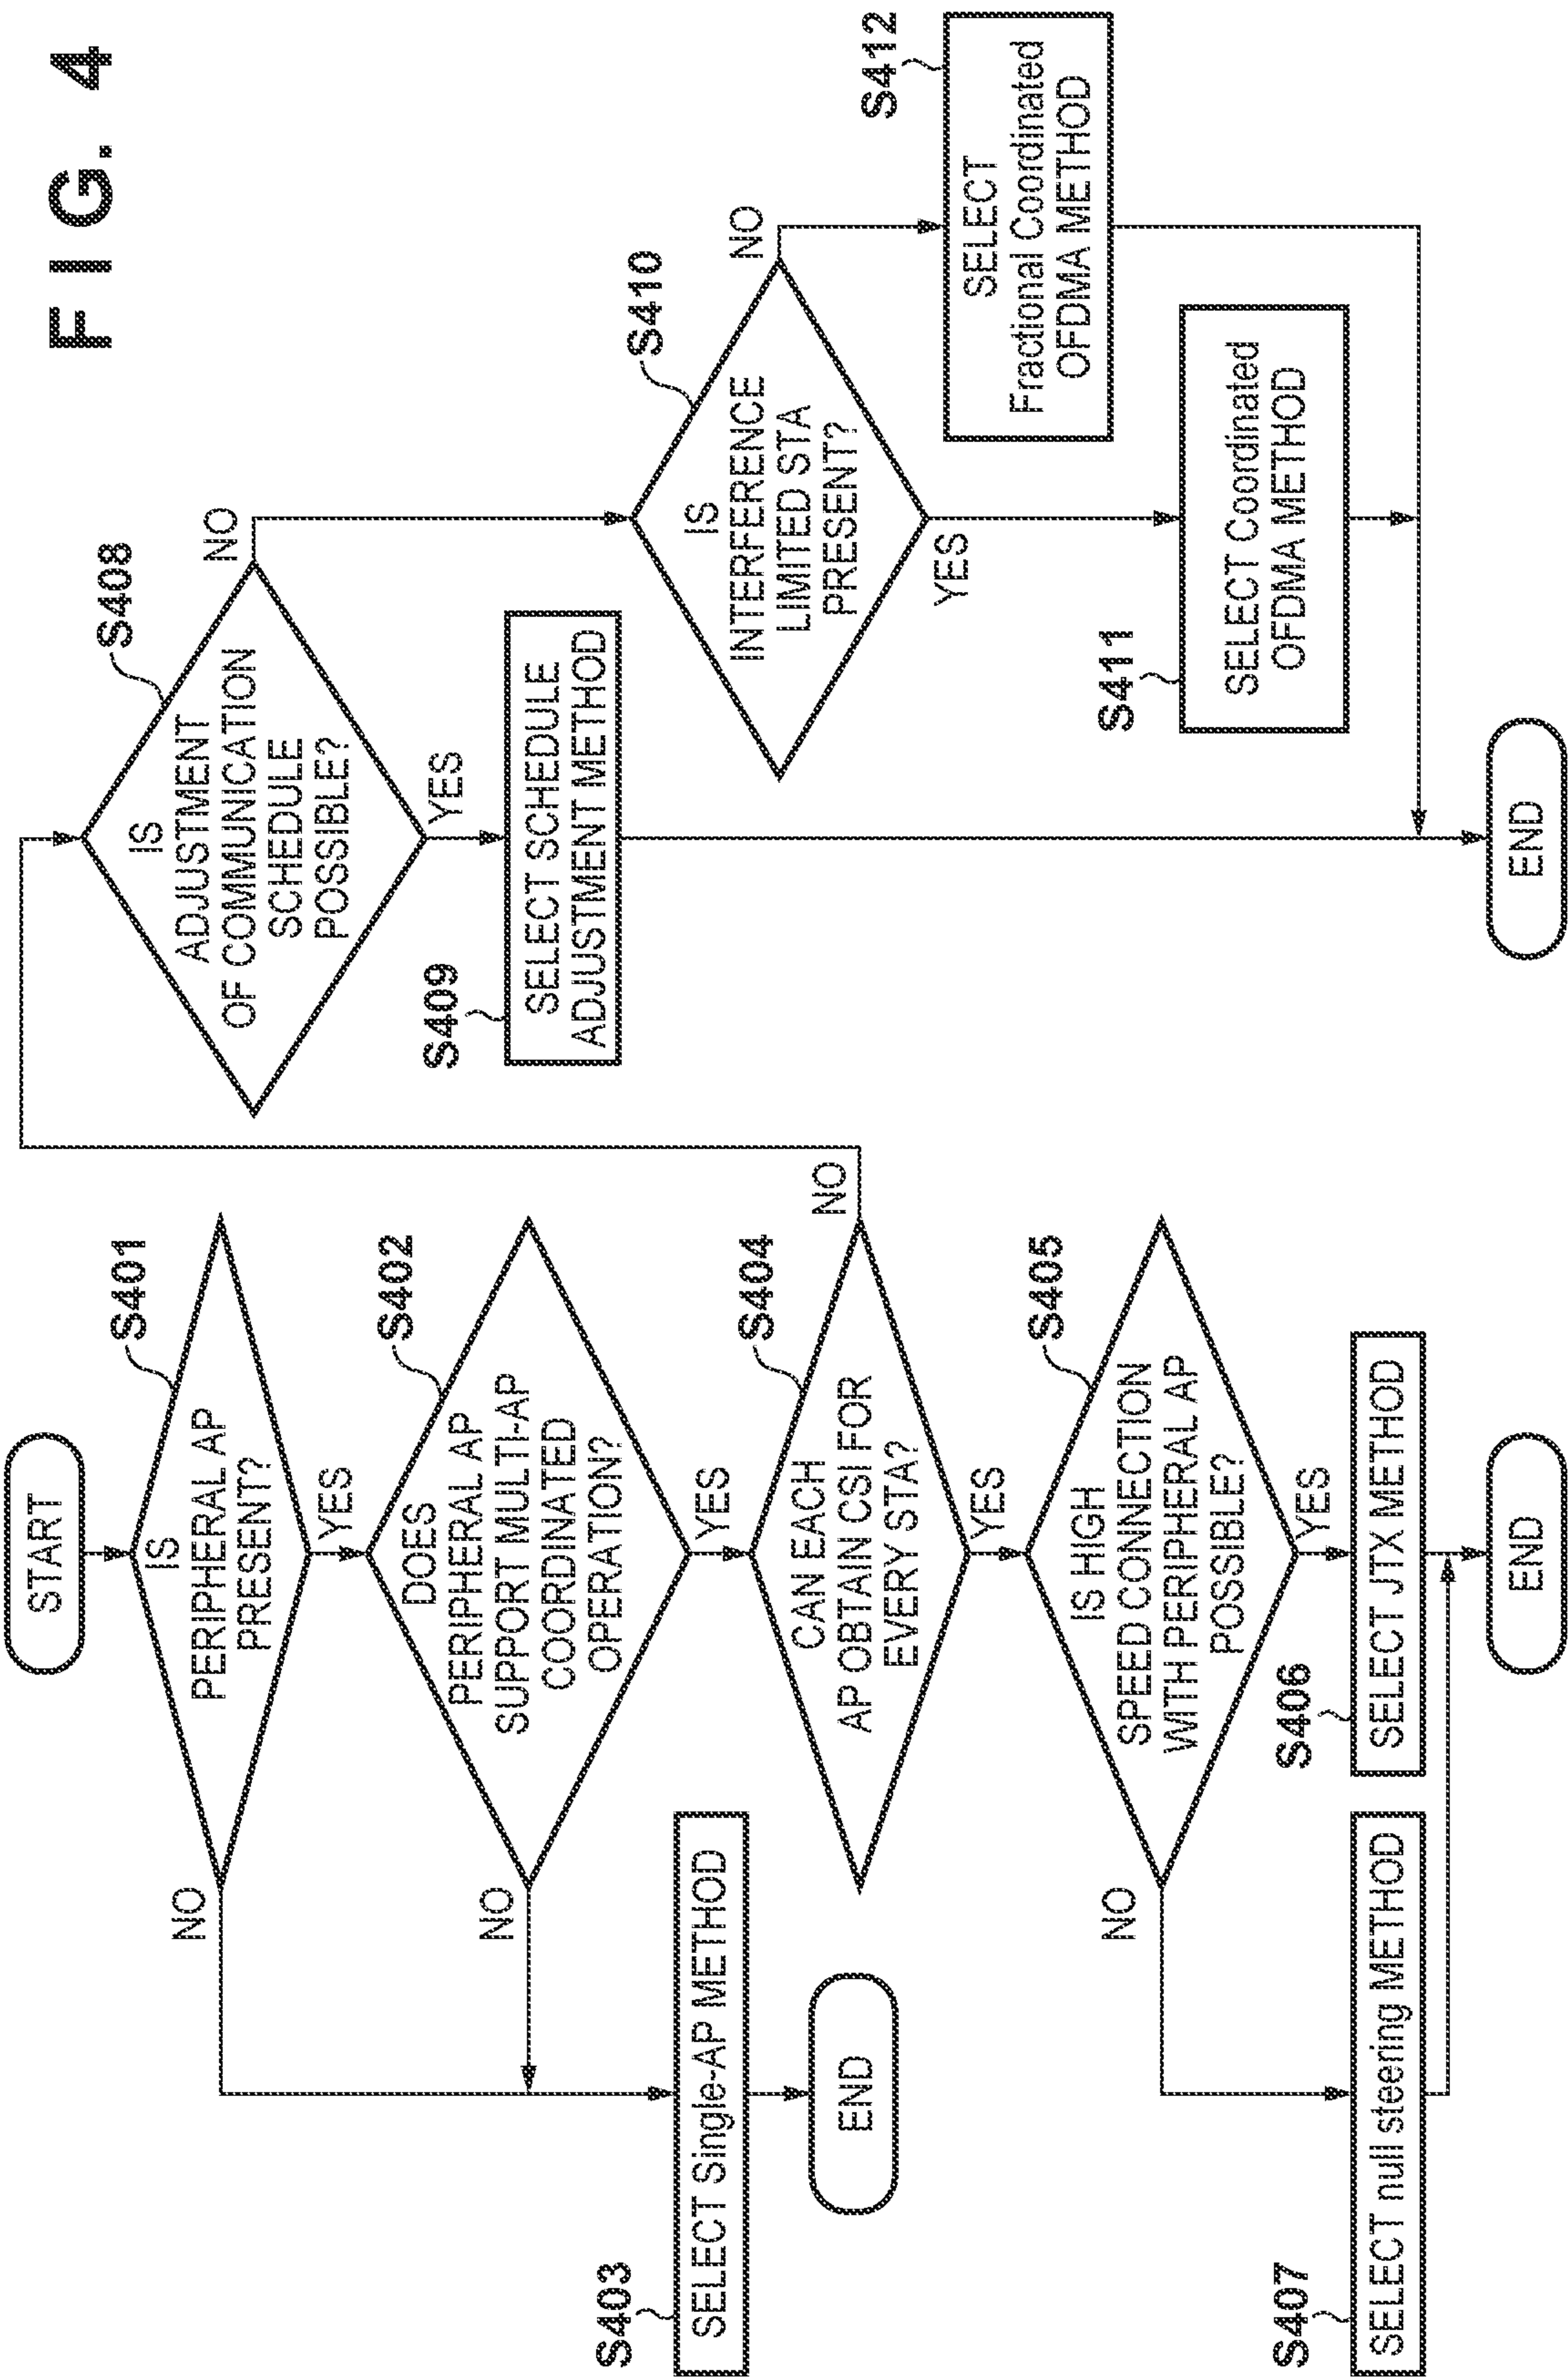 FIG. 4
START
S401
IS
PERIPHERAL AP
PRESENT?
NO
YES
S402
DOES
PERIPHERAL AP
SUPPORT MULTI-AP
COORDINATED
OPERATION?
NO
YES
S403
SELECT Single-AP METHOD
END
S404
CAN EACH
AP OBTAIN CSI FOR
EVERY STA?
NO
YES
S405
IS HIGH
SPEED CONNECTION
WITH PERIPHERAL AP
POSSIBLE?
NO
YES
S406
SELECT JTX METHOD
S407
SELECT null steering METHOD
END
S408
IS
ADJUSTMENT
OF COMMUNICATION
SCHEDULE
POSSIBLE?
NO
YES
S409
SELECT SCHEDULE
ADJUSTMENT METHOD
S410
IS
INTERFERENCE
LIMITED STA
PRESENT?
NO
YES
S411
SELECT Coordinated
OFDMA METHOD
S412
SELECT
Fractional Coordinated
OFDMA METHOD
END